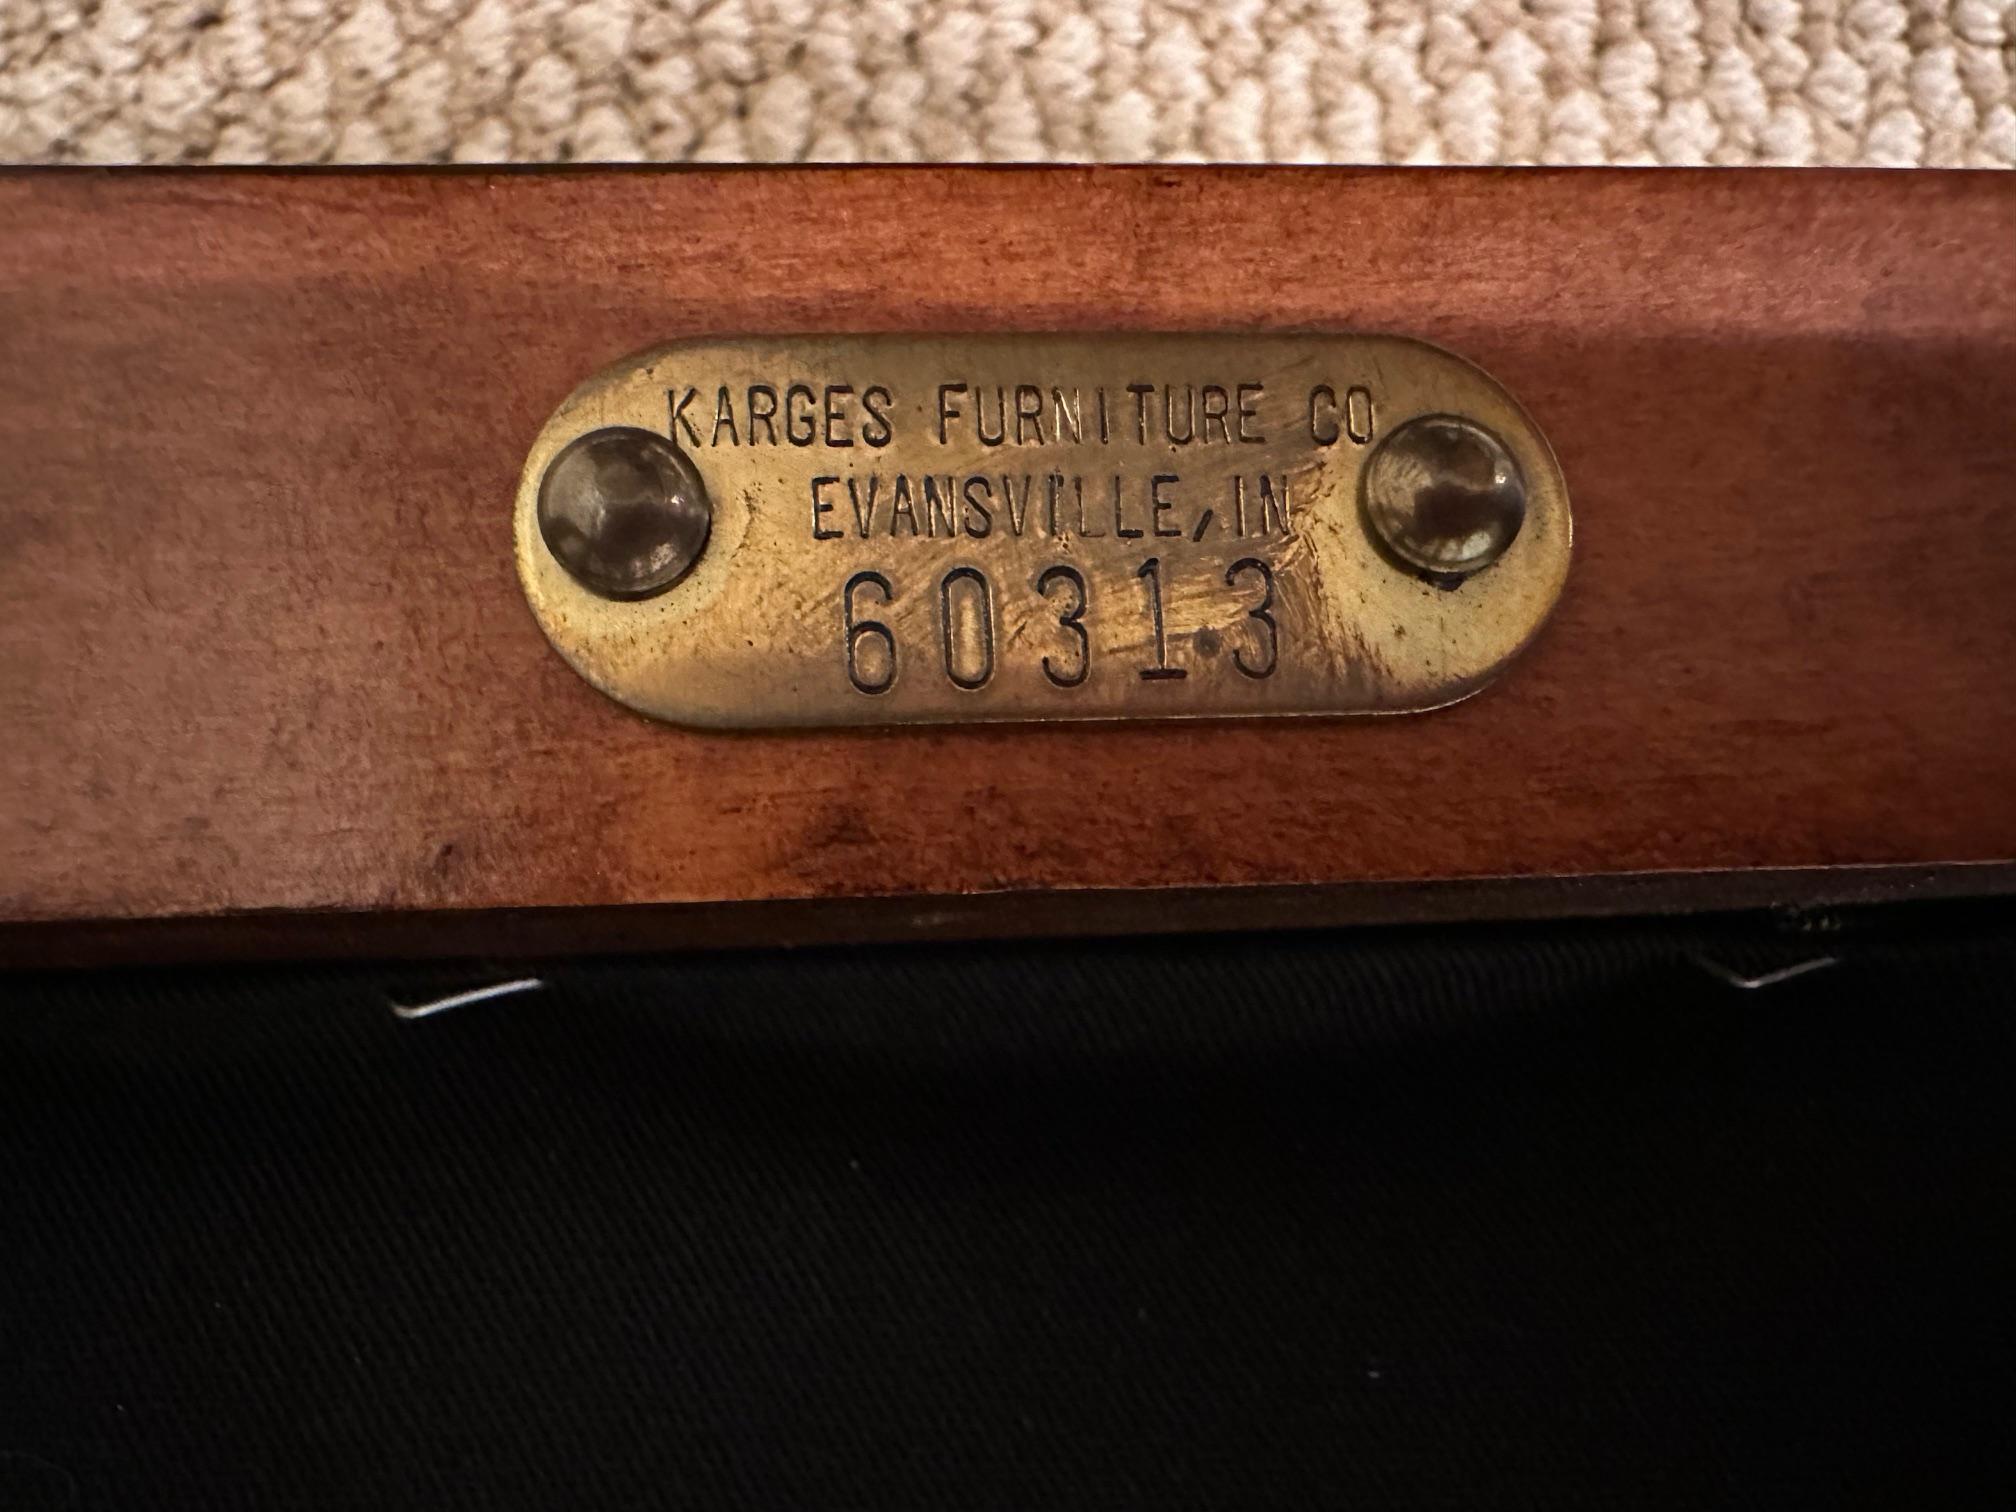 KARGES FURNITURE CO
EVANSVILLE, IN
60313